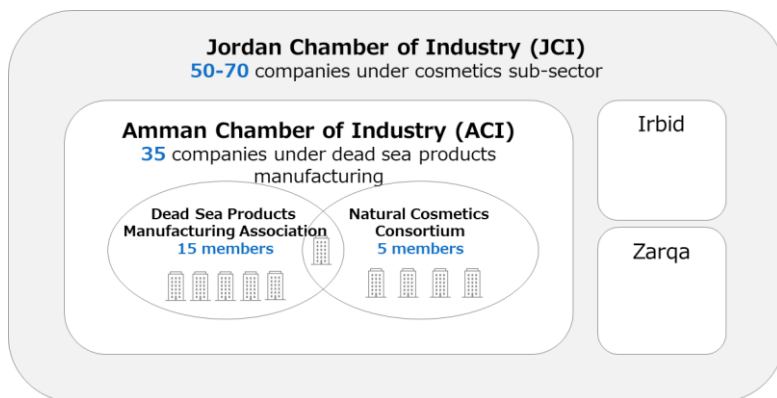 Jordan Chamber of Industry (JCI)
50-70 companies under cosmetics sub-sector
Amman Chamber of Industry (ACI)
35 companies under dead sea products
manufacturing
Dead Sea Products
Manufacturing Association
15 members
Natural Cosmetics
Consortium
5 members
Irbid
Zarqa